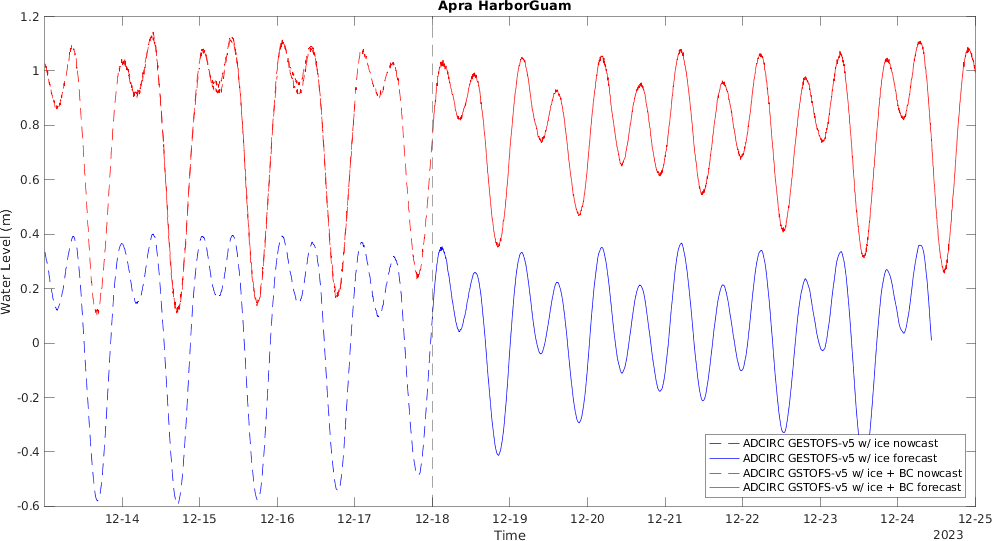 Apra HarborGuam
Water Level (m)
1.2
1
0.8
0.6
0.4
0.2
0
-0.2
-0.4
-0.6
ADCIRC GESTOFS-v5 w/ ice nowcast
ADCIRC GESTOFS-v5 w/ ice forecast
ADCIRC GSTOFS-v5 w/ ice + BC nowcast
ADCIRC GSTOFS-v5 w/ ice + BC forecast
12-14 12-15 12-16 12-17 12-18 12-19 12-20 12-21 12-22 12-23 12-24 12-25
Time
2023